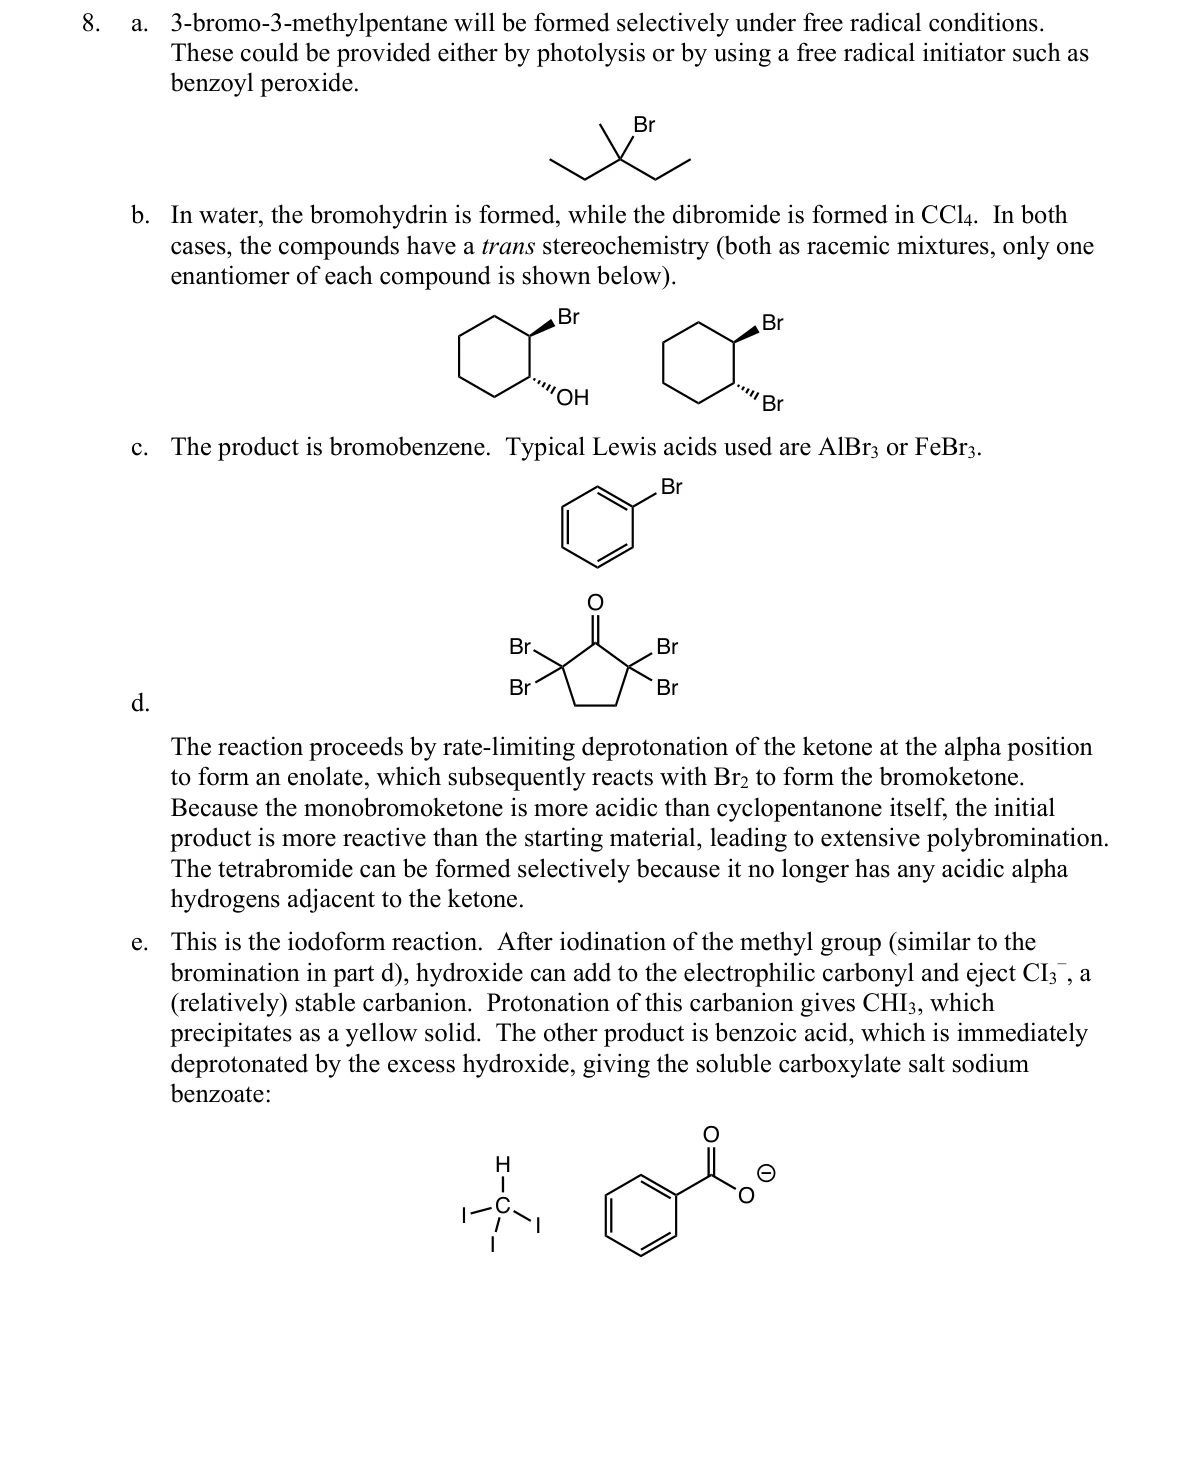 8. a. 3-bromo-3-methylpentane will be formed selectively under free radical conditions.
These could be provided either by photolysis or by using a free radical initiator such as
benzoyl peroxide.
Br
b. In water, the bromohydrin is formed, while the dibromide is formed in CCl₄. In both
cases, the compounds have a trans stereochemistry (both as racemic mixtures, only one
enantiomer of each compound is shown below).
Br
OH
Br
Br
c. The product is bromobenzene. Typical Lewis acids used are AlBr₃ or FeBr₃.
Br
O
Br Br
Br Br
d.
The reaction proceeds by rate-limiting deprotonation of the ketone at the alpha position
to form an enolate, which subsequently reacts with Br₂ to form the bromoketone.
Because the monobromoketone is more acidic than cyclopentanone itself, the initial
product is more reactive than the starting material, leading to extensive polybromination.
The tetrabromide can be formed selectively because it no longer has any acidic alpha
hydrogens adjacent to the ketone.
e. This is the iodoform reaction. After iodination of the methyl group (similar to the
bromination in part d), hydroxide can add to the electrophilic carbonyl and eject CI₃⁻, a
(relatively) stable carbanion. Protonation of this carbanion gives CHI₃, which
precipitates as a yellow solid. The other product is benzoic acid, which is immediately
deprotonated by the excess hydroxide, giving the soluble carboxylate salt sodium
benzoate:
H
I C I
I
O
O ⊖